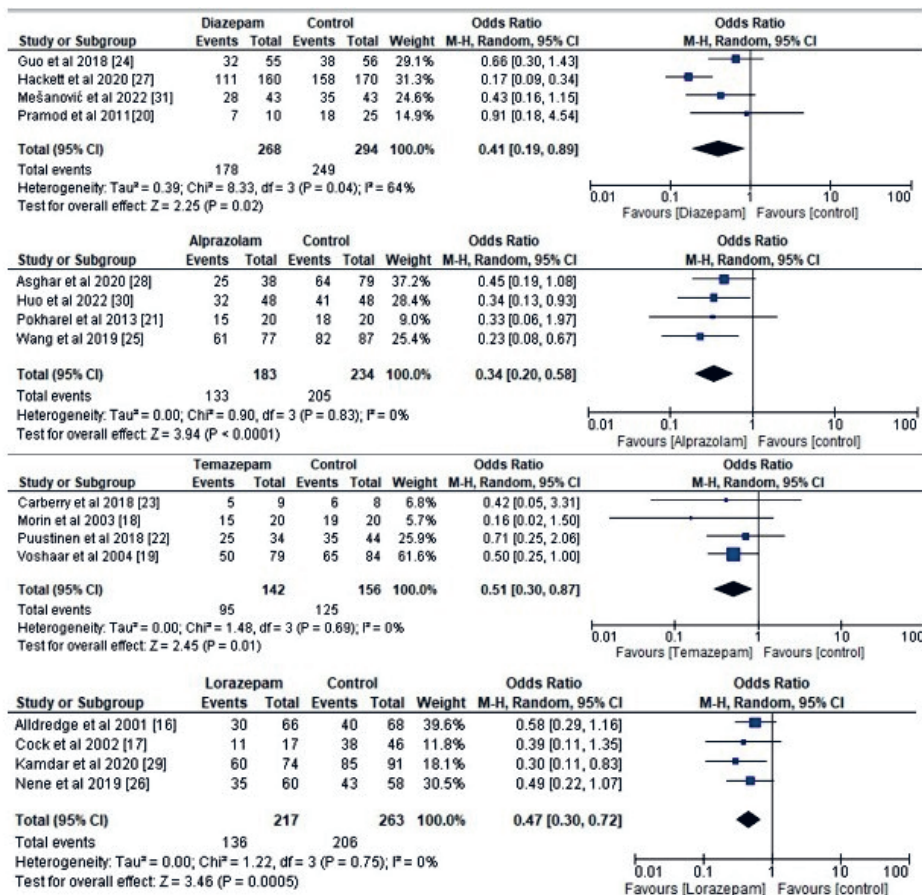 Diazepam Control Odds Ratio Odds Ratio
Study or Subgroup Events Total Events Total Weight M-H, Random, 95% CI M-H, Random, 95% CI
Guo et al 2018 [24] 32 55 38 56 29.1% 0.66 [0.30, 1.43]
Hackett et al 2020 [27] 111 160 158 170 31.3% 0.17 [0.09, 0.34]
Mešanović et al 2022 [31] 28 43 35 43 24.6% 0.43 [0.16, 1.15]
Pramod et al 2011[20] 7 10 18 25 14.9% 0.91 [0.18, 4.54]
Total (95% CI) 268 294 100.0% 0.41 [0.19, 0.89]
Total events 178 249
Heterogeneity: Tau² = 0.39; Chi² = 8.33, df = 3 (P = 0.04); I² = 64%
Test for overall effect: Z = 2.25 (P = 0.02)
0.01 0.1 1 10 100
Favours [Diazepam] Favours [control]
Alprazolam Control Odds Ratio Odds Ratio
Study or Subgroup Events Total Events Total Weight M-H, Random, 95% CI M-H, Random, 95% CI
Asghar et al 2020 [28] 25 38 64 79 37.2% 0.45 [0.19, 1.08]
Huo et al 2022 [30] 32 48 41 48 28.4% 0.34 [0.13, 0.93]
Pokharel et al 2013 [21] 15 20 18 20 9.0% 0.33 [0.06, 1.97]
Wang et al 2019 [25] 61 77 82 87 25.4% 0.23 [0.08, 0.67]
Total (95% CI) 183 234 100.0% 0.34 [0.20, 0.58]
Total events 133 205
Heterogeneity: Tau² = 0.00; Chi² = 0.90, df = 3 (P = 0.83); I² = 0%
Test for overall effect: Z = 3.94 (P < 0.0001)
0.01 0.1 1 10 100
Favours [Alprazolam] Favours [control]
Temazepam Control Odds Ratio Odds Ratio
Study or Subgroup Events Total Events Total Weight M-H, Random, 95% CI M-H, Random, 95% CI
Carberry et al 2018 [23] 5 9 6 8 6.8% 0.42 [0.05, 3.31]
Morin et al 2003 [18] 15 20 19 20 5.7% 0.16 [0.02, 1.50]
Puustinen et al 2018 [22] 25 34 35 44 25.9% 0.71 [0.25, 2.06]
Voshaar et al 2004 [19] 50 79 65 84 61.6% 0.50 [0.25, 1.00]
Total (95% CI) 142 156 100.0% 0.51 [0.30, 0.87]
Total events 95 125
Heterogeneity: Tau² = 0.00; Chi² = 1.48, df = 3 (P = 0.69); I² = 0%
Test for overall effect: Z = 2.45 (P = 0.01)
0.01 0.1 1 10 100
Favours [Temazepam] Favours [control]
Lorazepam Control Odds Ratio Odds Ratio
Study or Subgroup Events Total Events Total Weight M-H, Random, 95% CI M-H, Random, 95% CI
Alldredge et al 2001 [16] 30 66 40 68 39.6% 0.58 [0.29, 1.16]
Cock et al 2002 [17] 11 17 38 46 11.8% 0.39 [0.11, 1.35]
Kamdar et al 2020 [29] 60 74 85 91 18.1% 0.30 [0.11, 0.83]
Nene et al 2019 [26] 35 60 43 58 30.5% 0.49 [0.22, 1.07]
Total (95% CI) 217 263 100.0% 0.47 [0.30, 0.72]
Total events 136 206
Heterogeneity: Tau² = 0.00; Chi² = 1.22, df = 3 (P = 0.75); I² = 0%
Test for overall effect: Z = 3.46 (P = 0.0005)
0.01 0.1 1 10 100
Favours [Lorazepam] Favours [control]